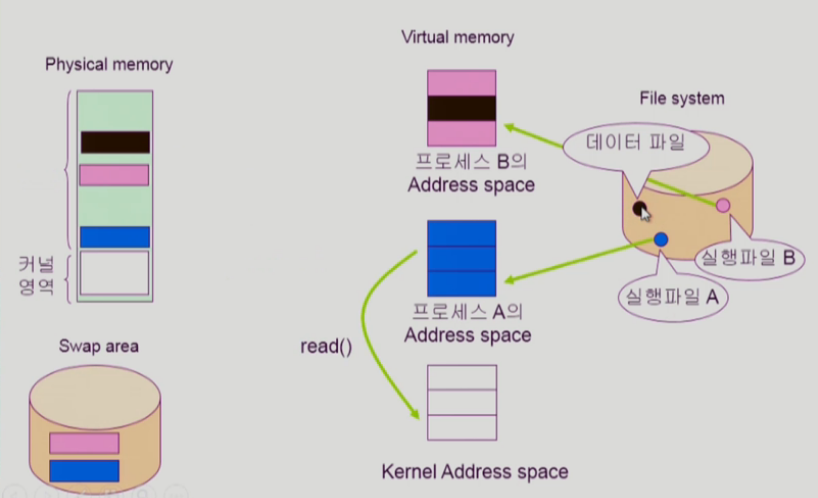 Physical memory
커널
영역
Swap area
Virtual memory
프로세스 B의
Address space
프로세스 A의
Address space
read()
Kernel Address space
File system
데이터 파일
실행파일 B
실행파일 A